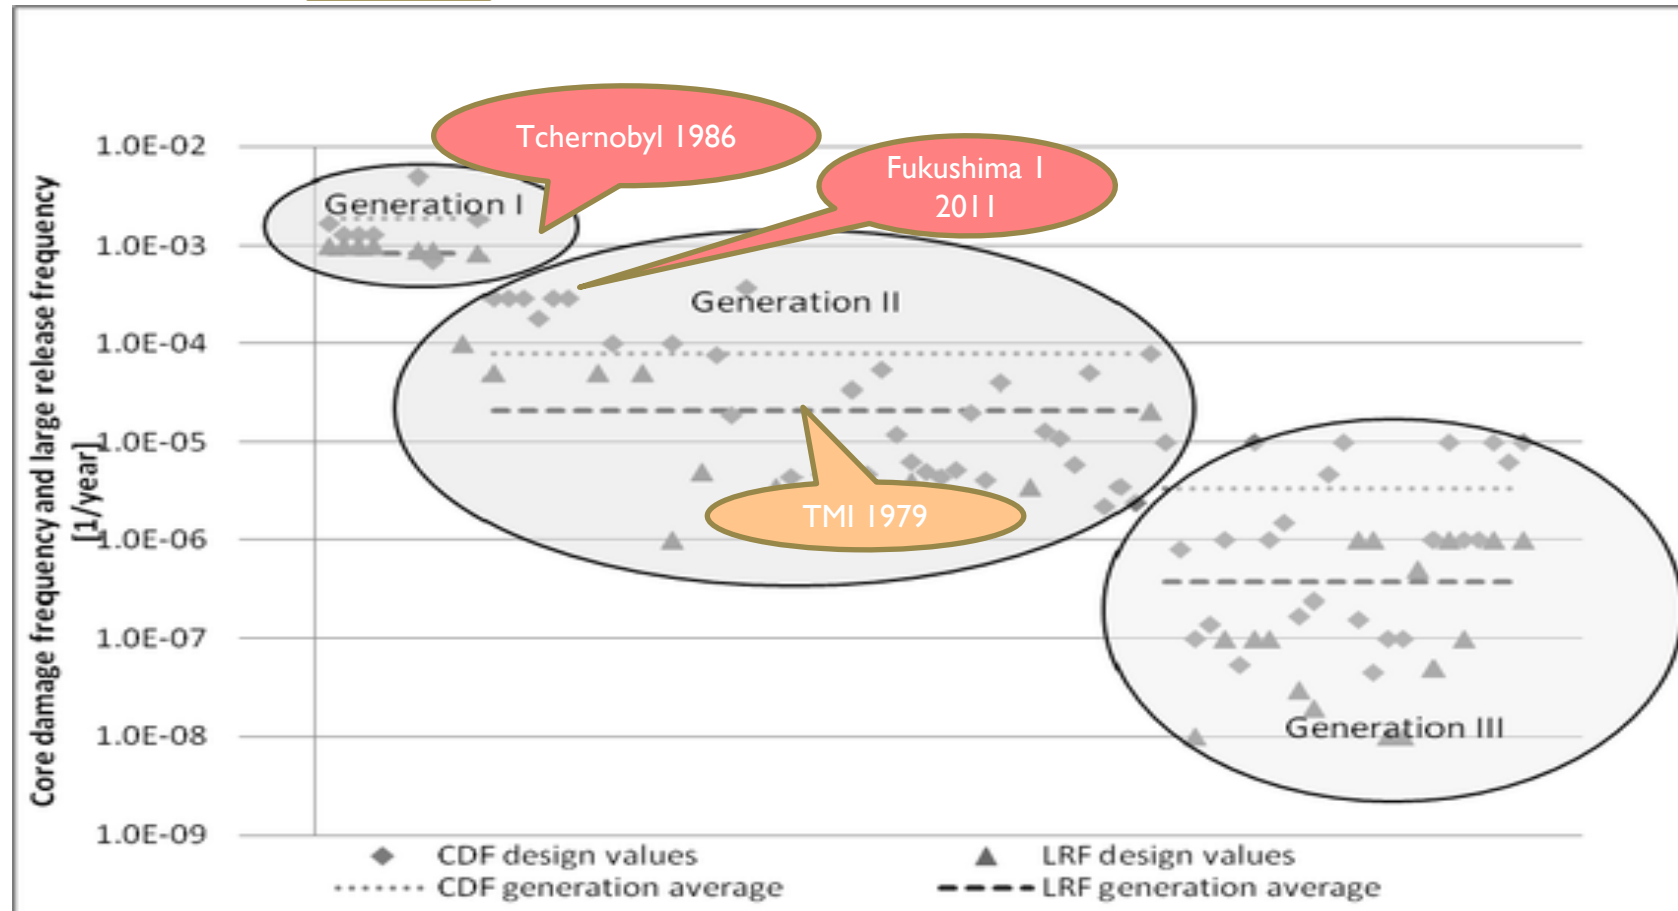 Tchernobyl 1986
Fukushima I
2011
1.0E-02
1.0E-03
1.0E-04
1.0E-05
1.0E-06
1.0E-07
1.0E-08
1.0E-09
Core damage frequency and large release frequency
[1/year]
Generation I
Generation II
TMI 1979
Generation III
CDF design values
LRF design values
CDF generation average
LRF generation average